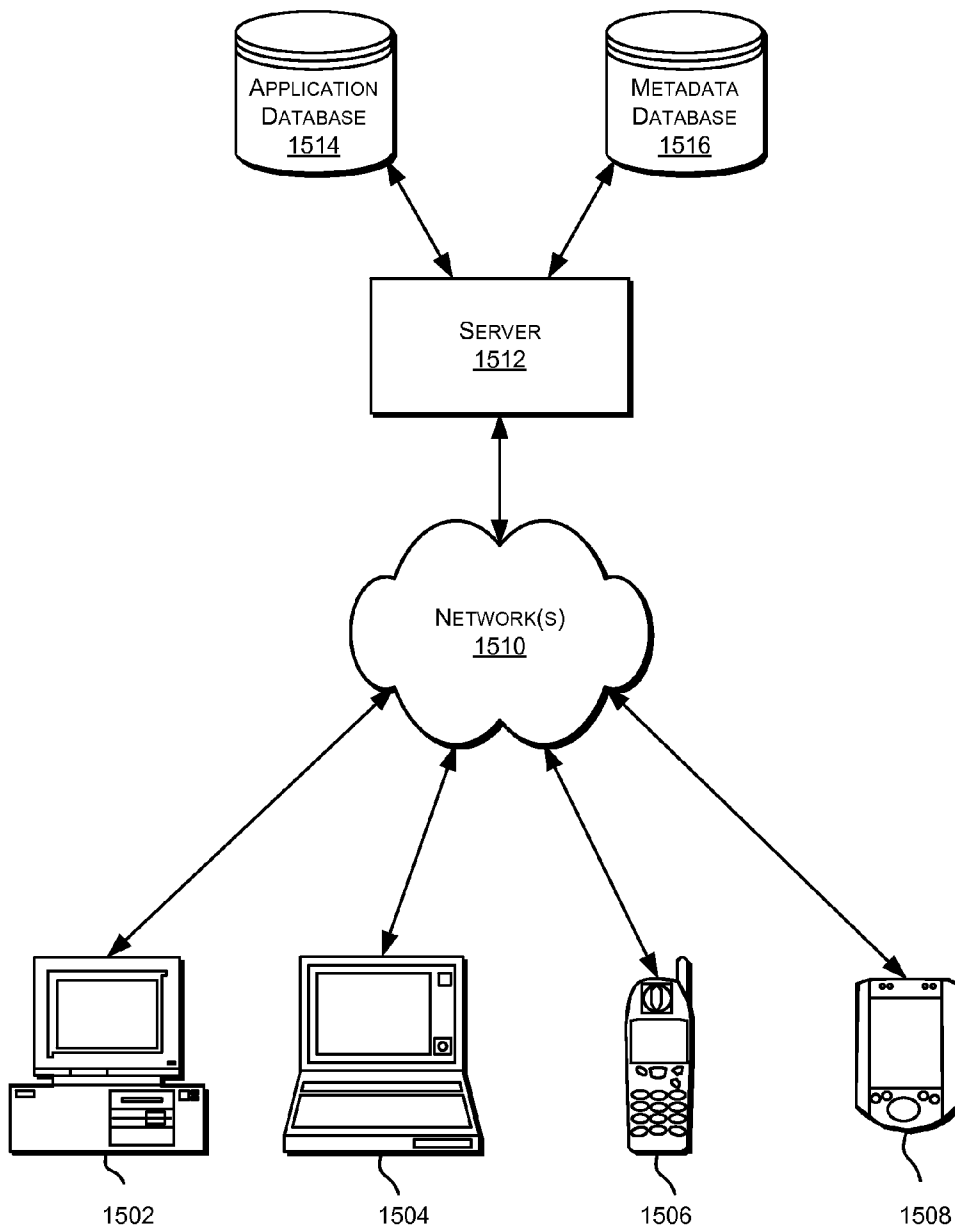 APPLICATION
DATABASE
1514
METADATA
DATABASE
1516
SERVER
1512
NETWORK(S)
1510
1502
1504
1506
1508